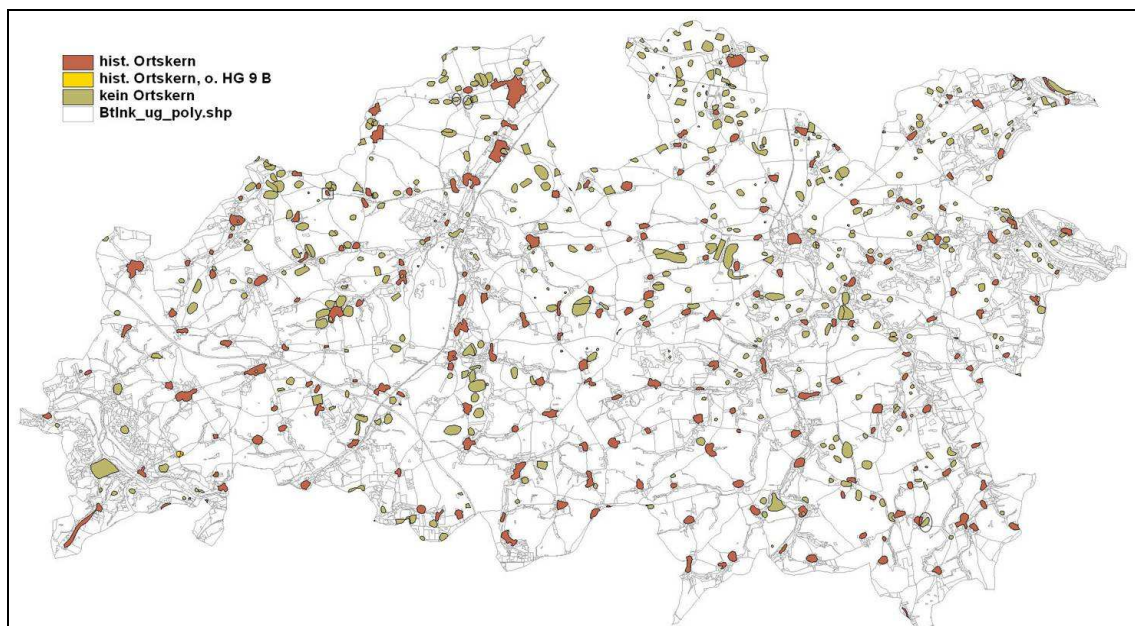 hist. Ortskern
hist. Ortskern, o. HG 9 B
kein Ortskern
Btlnk_ug_poly.shp